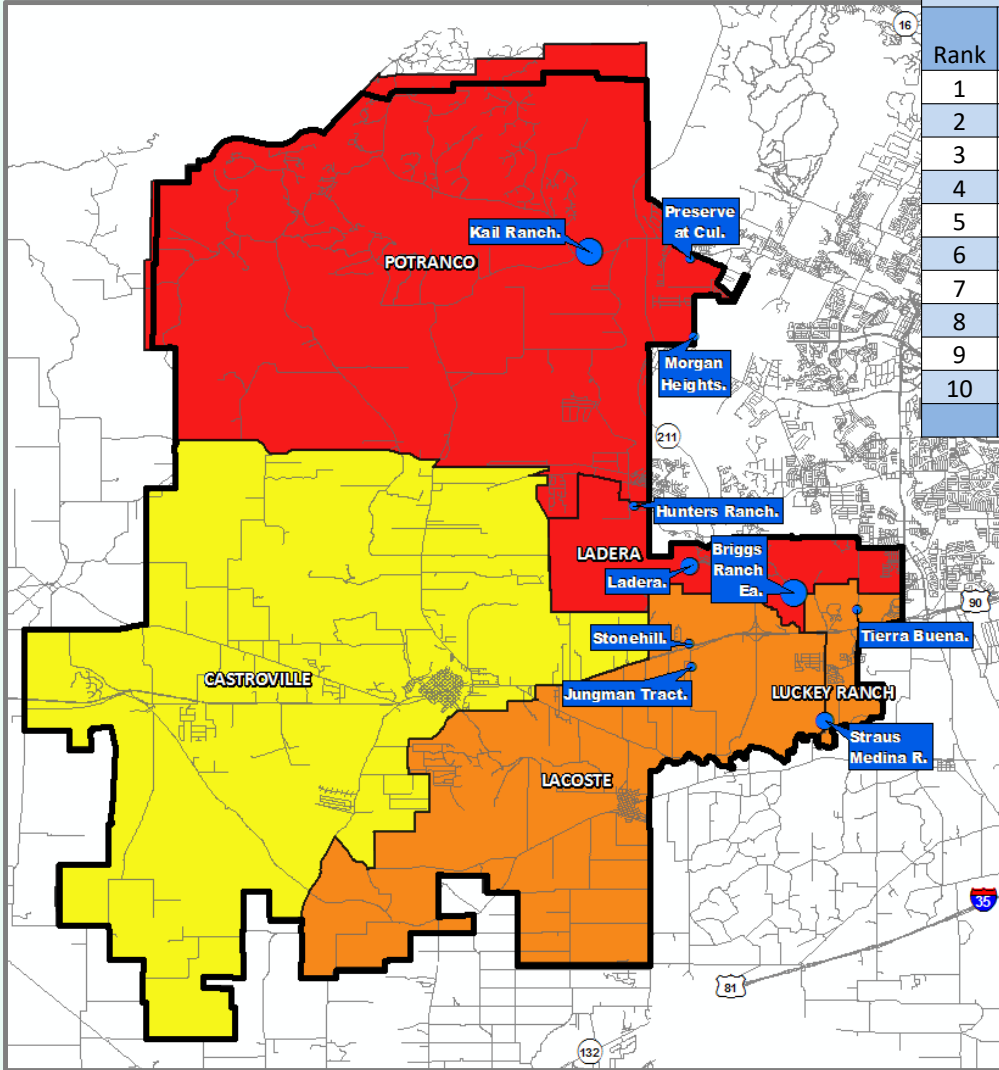 16
Rank
1
2
3
4
5
6
7
8
9
10
Preserve
at Cul.
Kail Ranch.
POTRANCO
Morgan
Heights.
211
Hunters Ranch.
LADERA
Briggs
Ranch
Ea.
Ladera.
90
Stonehill.
Tierra Buena.
CASTROVILLE
Jungman Tract.
LUCKEY RANCH
Straus
Medina R.
LACOSTE
35
81
132